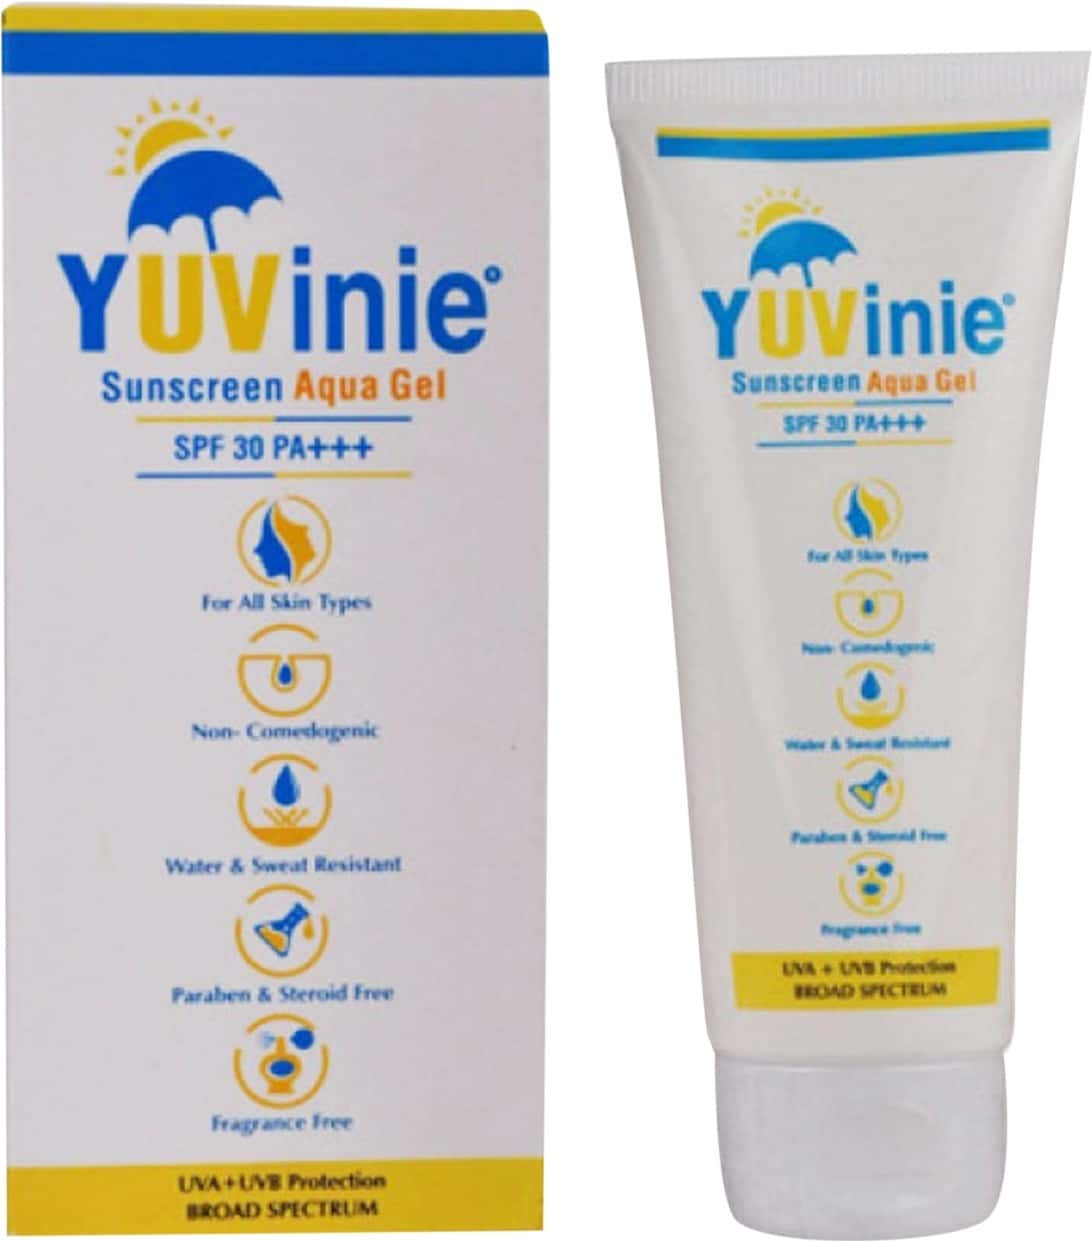 YUVinie®
Sunscreen Aqua Gel
SPF 30 PA+++
For All Skin Types
Non- Comedogenic
Water & Sweat Resistant
Paraben & Steroid Free
Fragrance Free
UVA+UVB Protection
BROAD SPECTRUM
YUVinie®
Sunscreen Aqua Gel
SPF 30 PA+++
For All Skin Types
Non- Comedogenic
Water & Sweat Resistant
Paraben & Steroid Free
Fragrance Free
UVA + UVB Protection
BROAD SPECTRUM